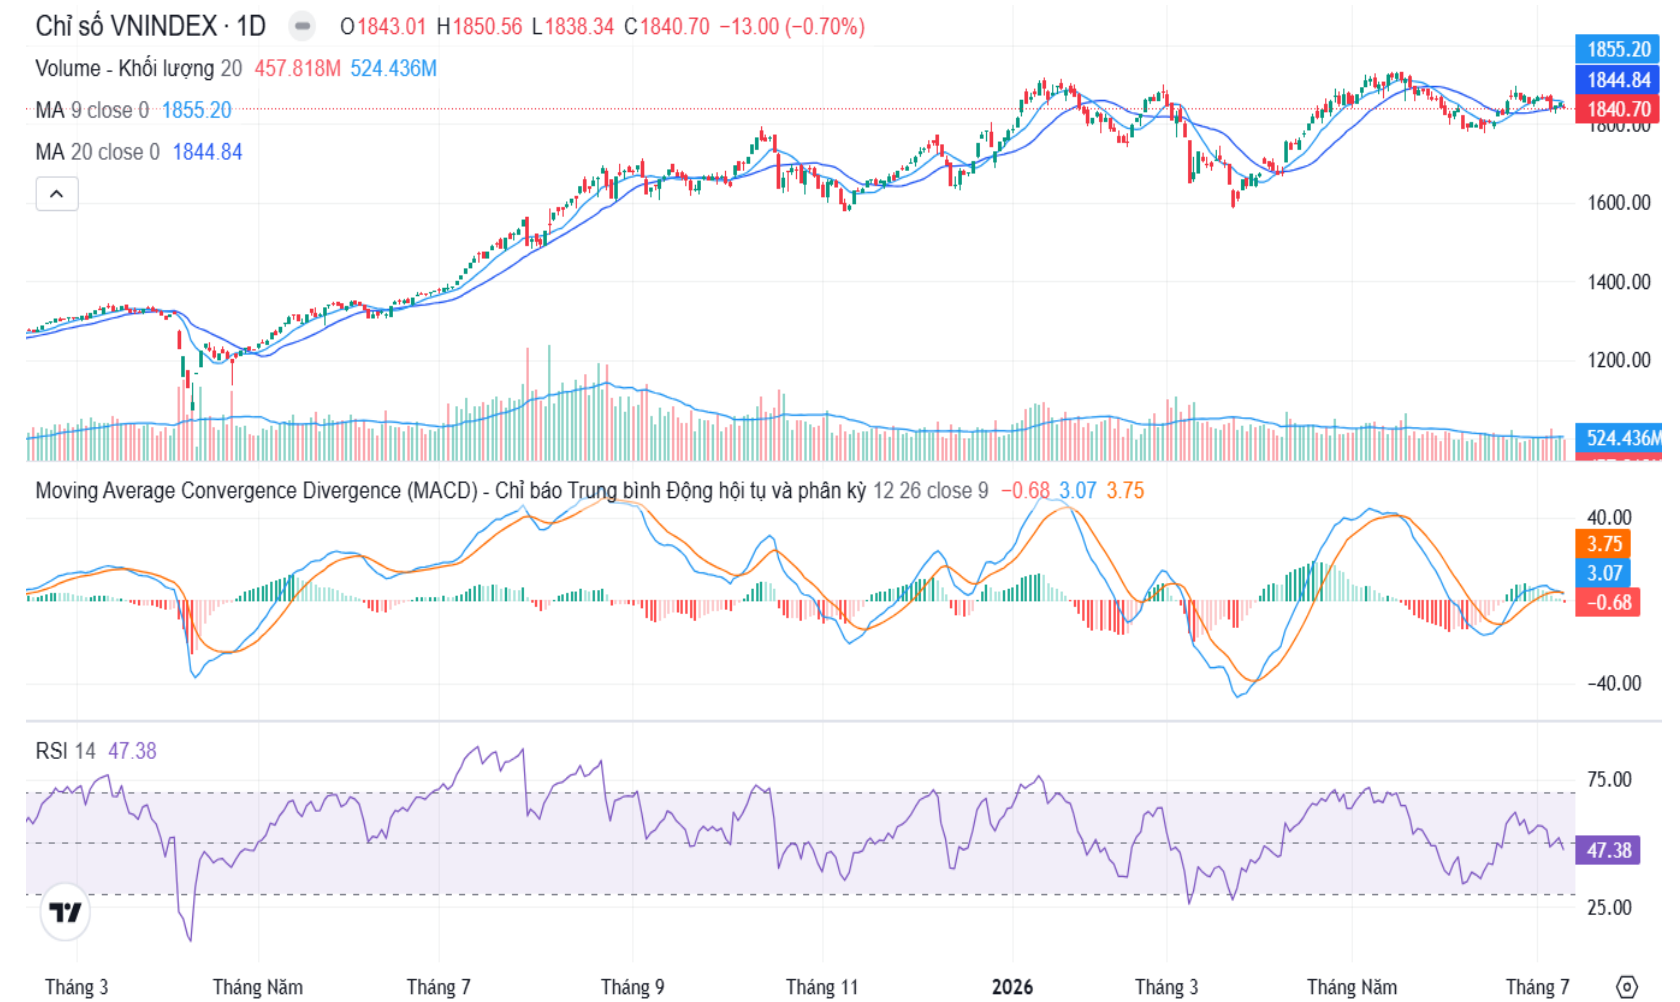 Chỉ số VNINDEX · 1D O1843.01 H1850.56 L1838.34 C1840.70 −13.00 (−0.70%)
Volume - Khối lượng 20 457.818M 524.436M
MA 9 close 0 1855.20
MA 20 close 0 1844.84
1855.20
1844.84
1840.70
1800.00
1600.00
1400.00
1200.00
524.436M
Moving Average Convergence Divergence (MACD) - Chỉ báo Trung bình Động hội tụ và phân kỳ 12 26 close 9 −0.68 3.07 3.75
40.00
3.75
3.07
−0.68
−40.00
RSI 14 47.38
75.00
47.38
25.00
Tháng 3 Tháng Năm Tháng 7 Tháng 9 Tháng 11 2026 Tháng 3 Tháng Năm Tháng 7